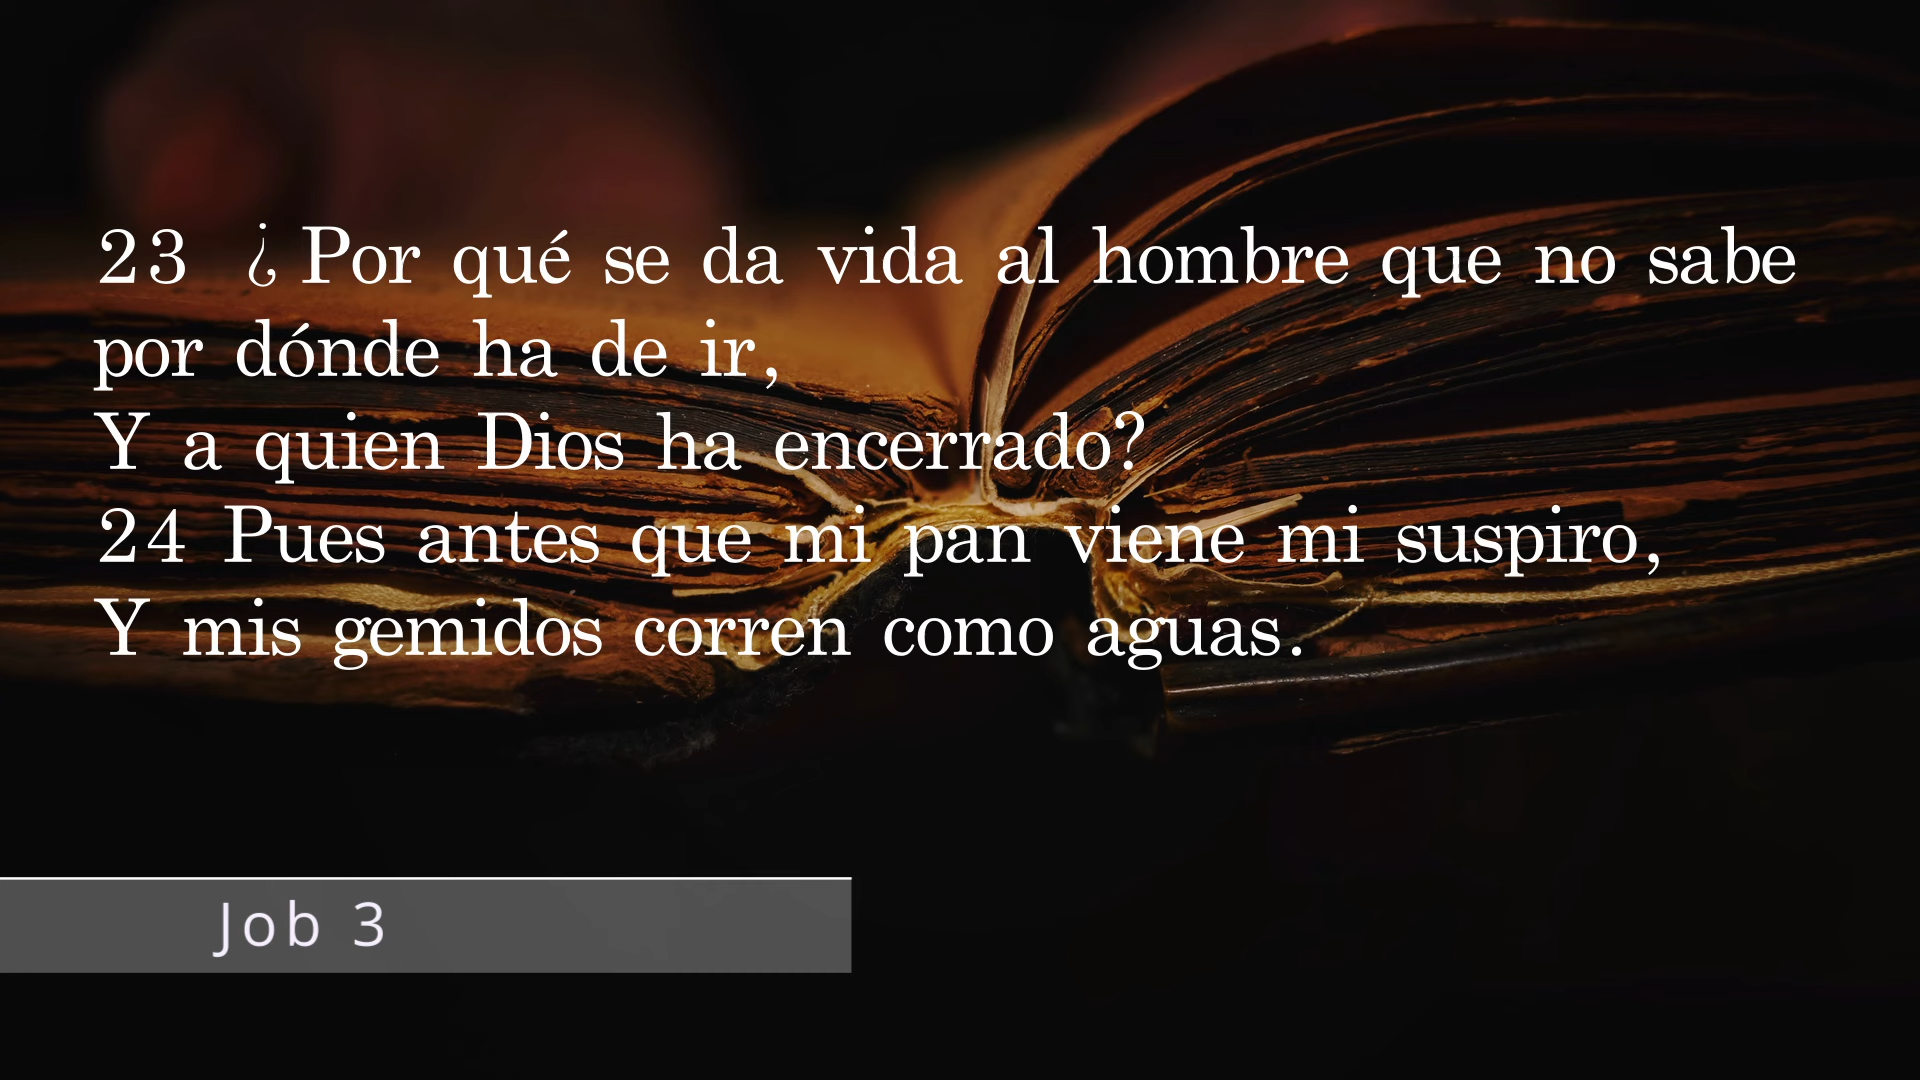 23 ¿ Por qué se da vida al hombre que no sabe
por dónde ha de ir,
Y a quien Dios ha encerrado?
24 Pues antes que mi pan viene mi suspiro,
Y mis gemidos corren como aguas.
Job 3